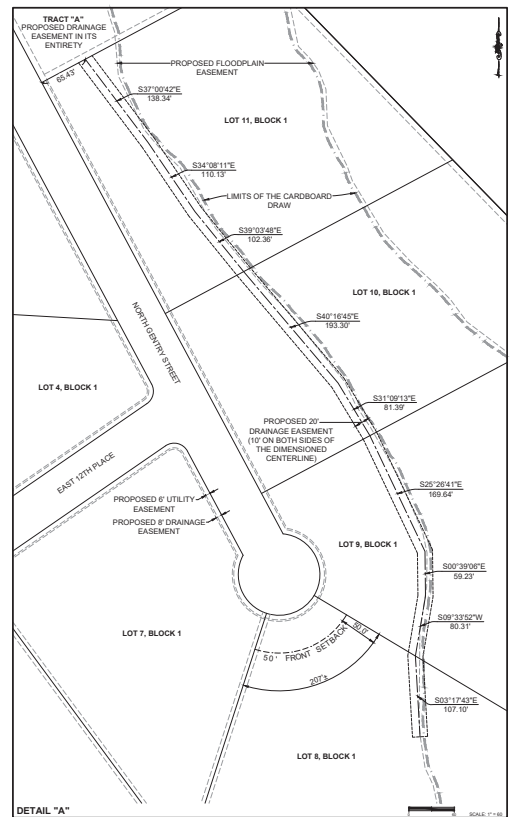 TRACT "A"
PROPOSED DRAINAGE
EASEMENT IN ITS
ENTIRETY
65.43'
PROPOSED FLOODPLAIN
EASEMENT
S37°00'42"E
138.34'
LOT 11, BLOCK 1
S34°08'11"E
110.13'
LIMITS OF THE CARDBOARD
DRAW
S39°03'48"E
102.36'
LOT 10, BLOCK 1
NORTH GENTRY STREET
S40°16'45"E
193.30'
LOT 4, BLOCK 1
S31°09'13"E
81.39'
PROPOSED 20'
DRAINAGE EASEMENT
(10' ON BOTH SIDES OF
THE DIMENSIONED
CENTERLINE)
EAST 12TH PLACE
S25°26'41"E
169.64'
PROPOSED 6' UTILITY
EASEMENT
PROPOSED 8' DRAINAGE
EASEMENT
LOT 9, BLOCK 1
S00°39'06"E
59.23'
S09°33'52"W
80.31'
LOT 7, BLOCK 1
50' FRONT SETBACK
50.0'
207'±
S03°17'43"E
107.10'
LOT 8, BLOCK 1
DETAIL "A"
SCALE: 1" = 60'